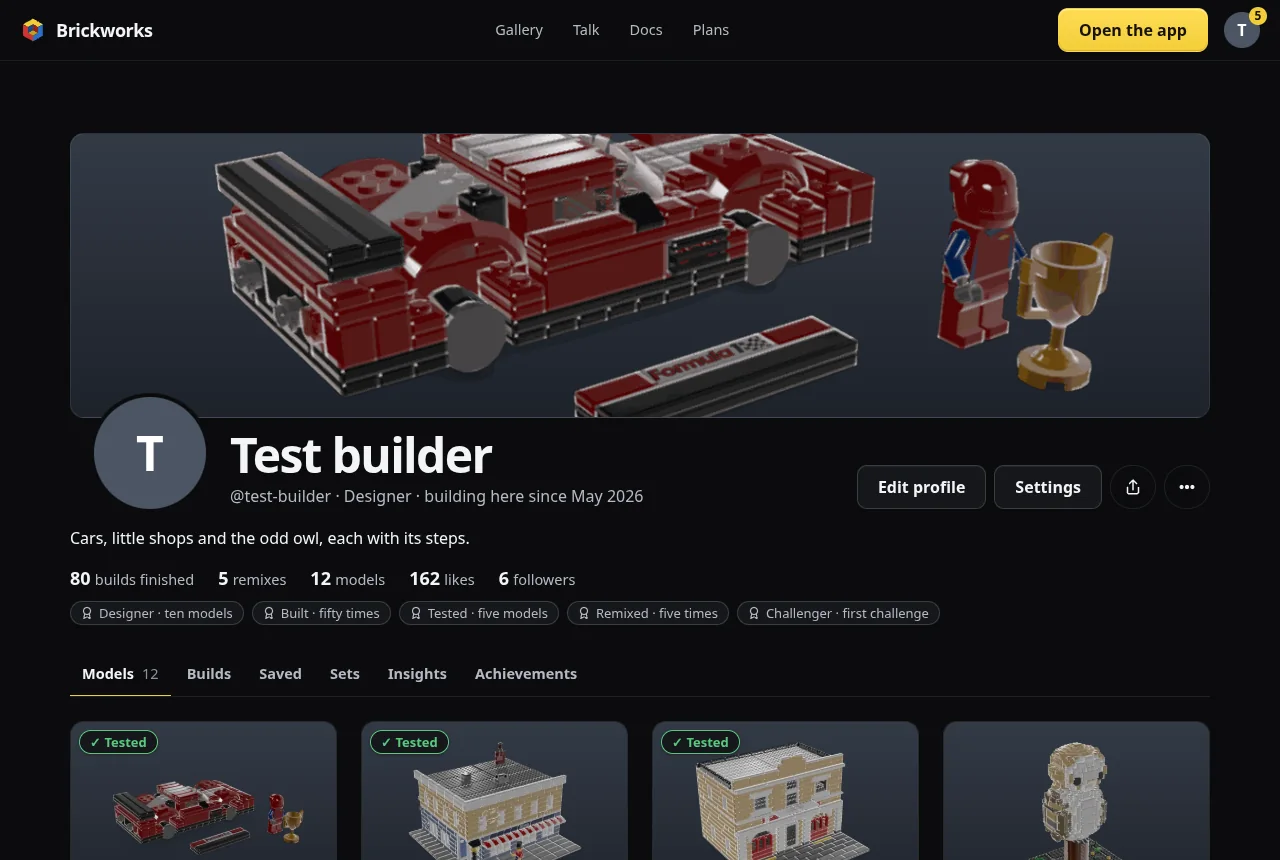 Brickworks
Gallery
Talk
Docs
Plans
Open the app
T
5
Formula 1
T
Test builder
@test-builder · Designer · building here since May 2026
Edit profile
Settings
Cars, little shops and the odd owl, each with its steps.
80 builds finished
5 remixes
12 models
162 likes
6 followers
Designer · ten models
Built · fifty times
Tested · five models
Remixed · five times
Challenger · first challenge
Models 12
Builds
Saved
Sets
Insights
Achievements
✓ Tested
✓ Tested
✓ Tested